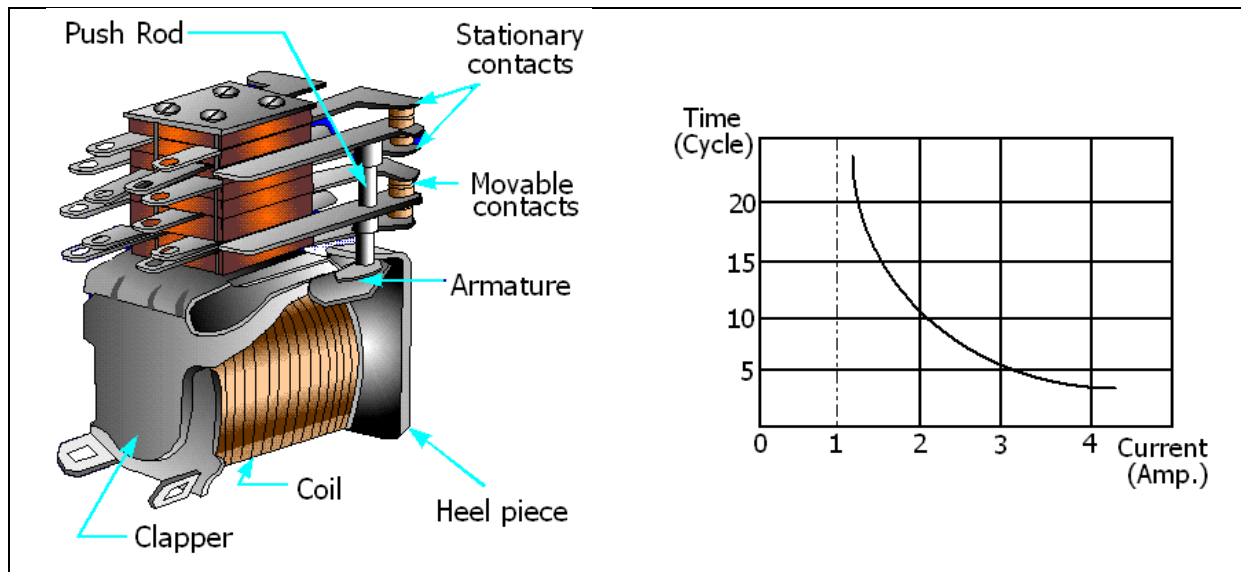 Push Rod
Stationary
contacts
Movable
contacts
Armature
Coil
Heel piece
Clapper
Time
(Cycle)
20
15
10
5
0 1 2 3 4
Current
(Amp.)